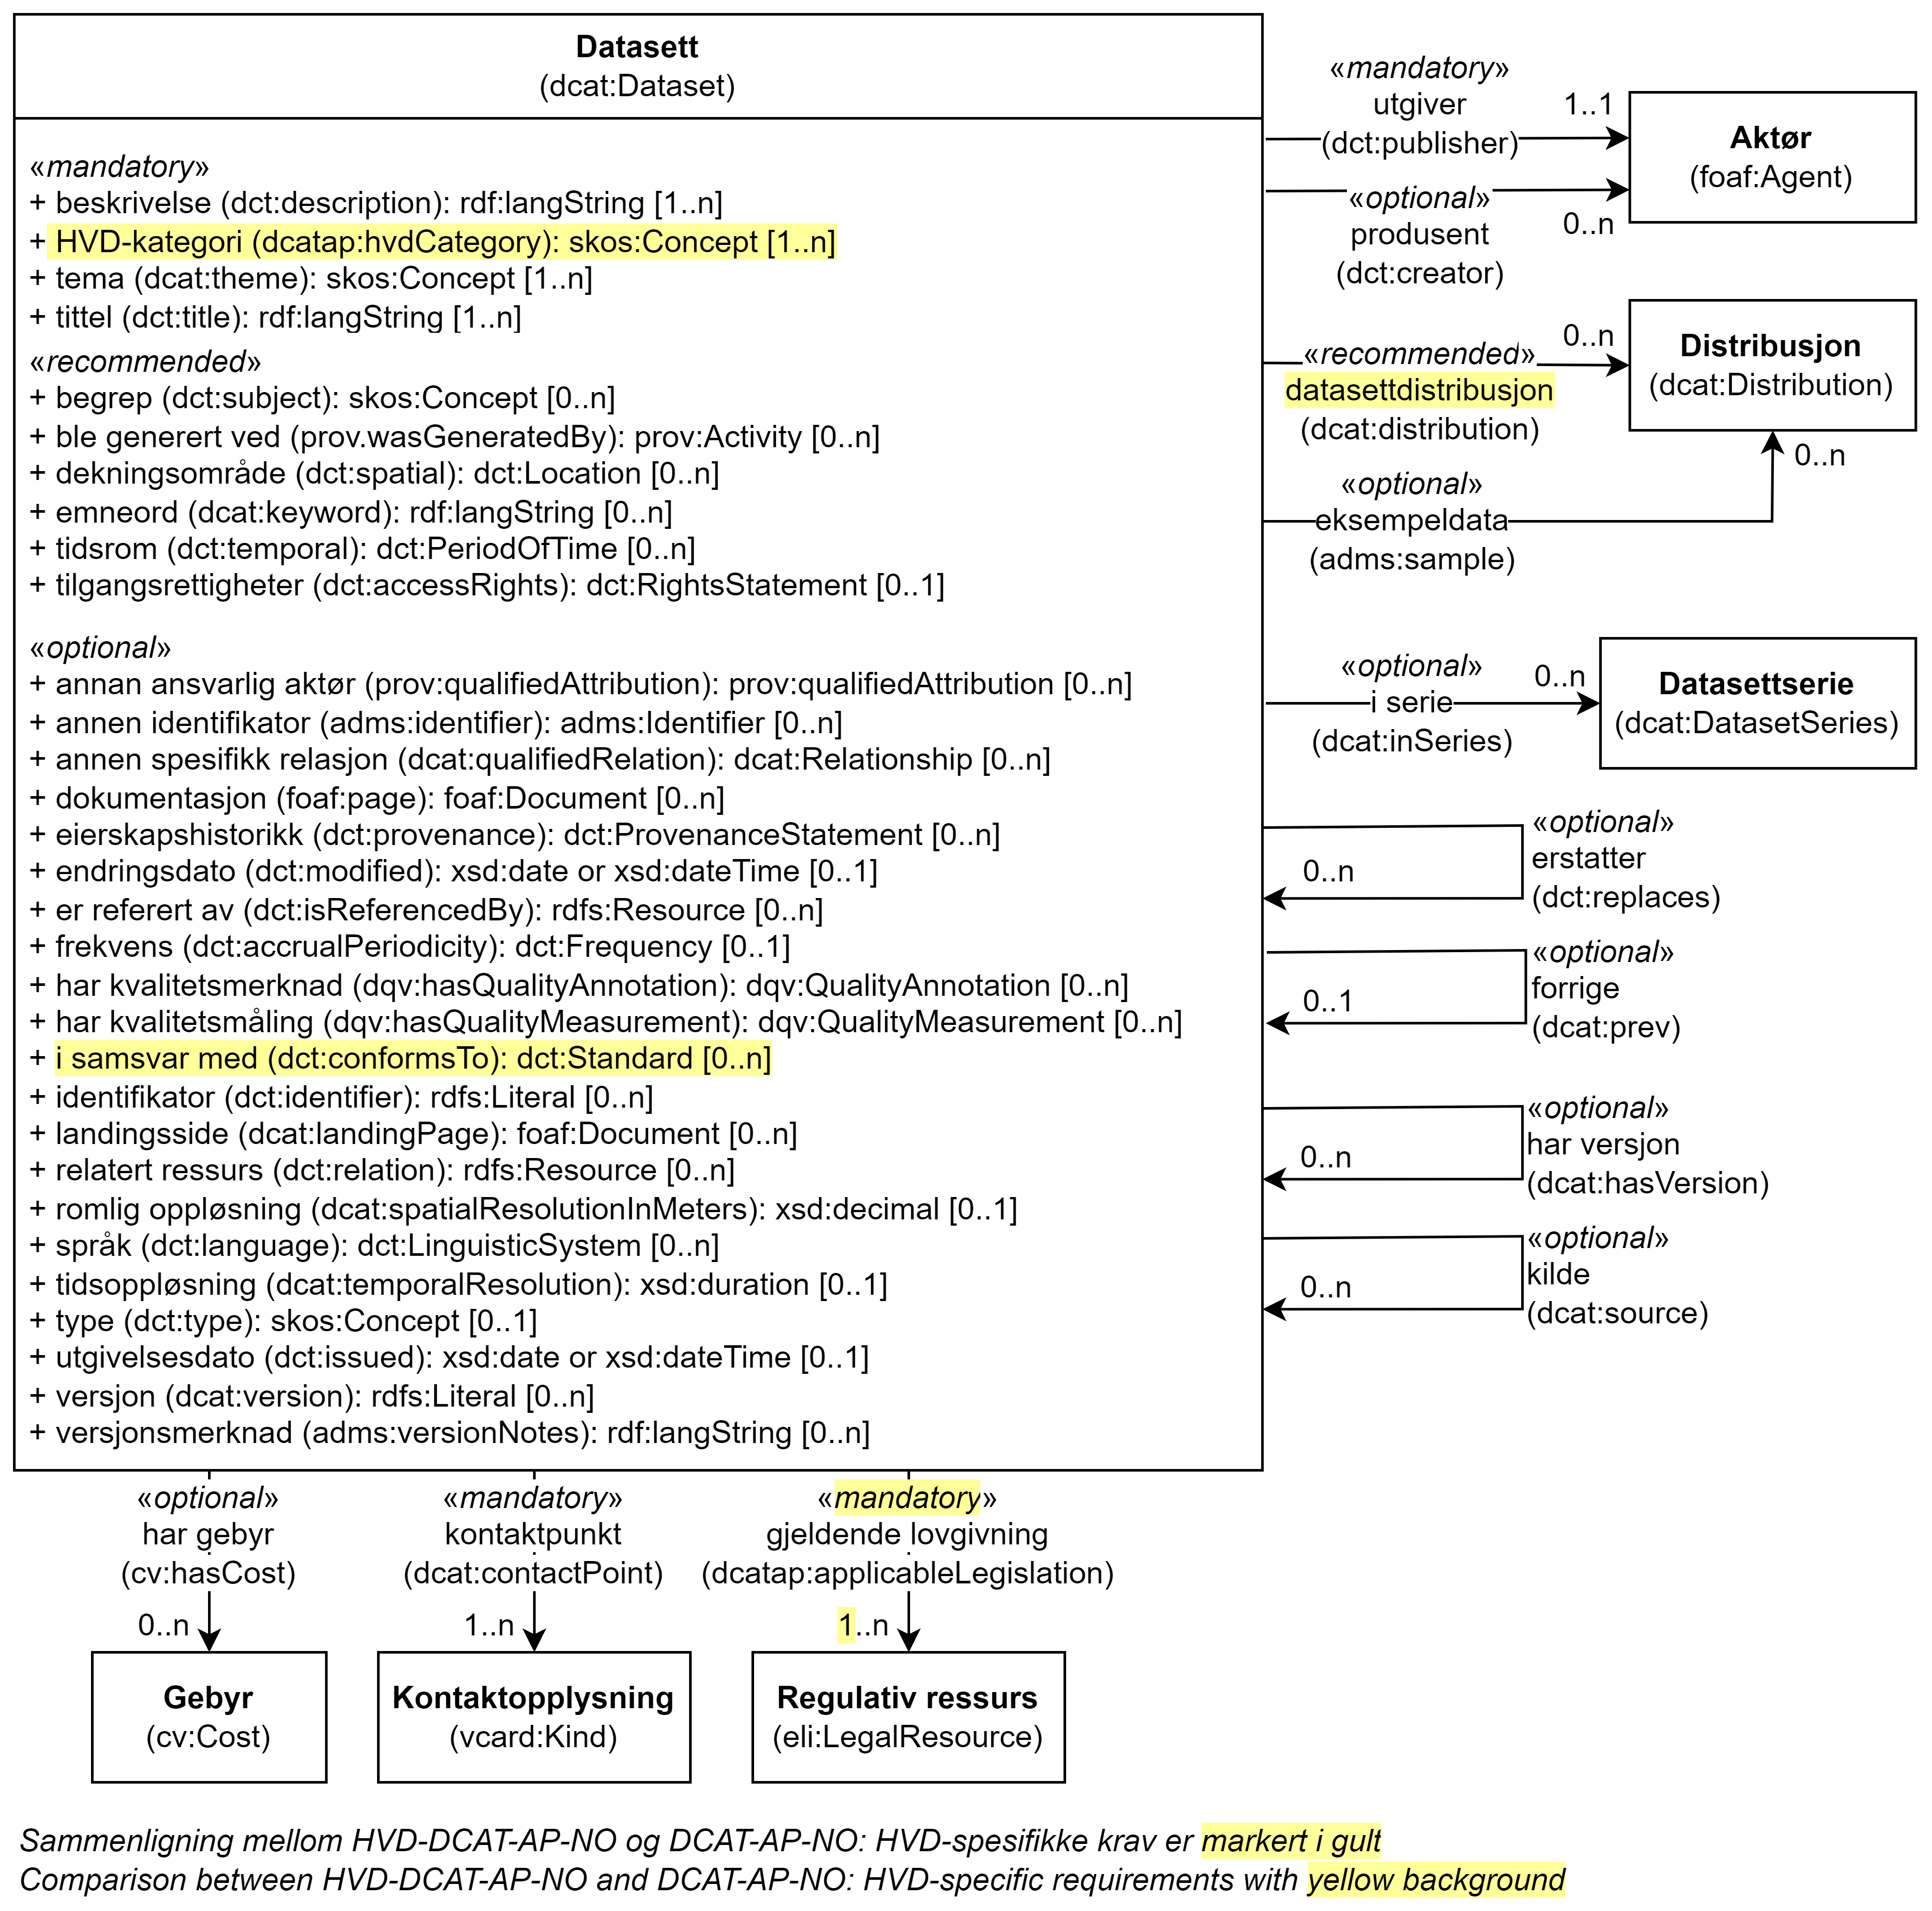 Datasett
(dcat:Dataset)
«mandatory»
+ beskrivelse (dct:description): rdf:langString [1..n]
+ HVD-kategori (dcatap:hvdCategory): skos:Concept [1..n]
+ tema (dcat:theme): skos:Concept [1..n]
+ tittel (dct:title): rdf:langString [1..n]
«recommended»
+ begrep (dct:subject): skos:Concept [0..n]
+ ble generert ved (prov.wasGeneratedBy): prov:Activity [0..n]
+ dekningsområde (dct:spatial): dct:Location [0..n]
+ emneord (dcat:keyword): rdf:langString [0..n]
+ tidsrom (dct:temporal): dct:PeriodOfTime [0..n]
+ tilgangsrettigheter (dct:accessRights): dct:RightsStatement [0..1]
«optional»
+ annan ansvarlig aktør (prov:qualifiedAttribution): prov:qualifiedAttribution [0..n]
+ annen identifikator (adms:identifier): adms:Identifier [0..n]
+ annen spesifikk relasjon (dcat:qualifiedRelation): dcat:Relationship [0..n]
+ dokumentasjon (foaf:page): foaf:Document [0..n]
+ eierskapshistorikk (dct:provenance): dct:ProvenanceStatement [0..n]
+ endringsdato (dct:modified): xsd:date or xsd:dateTime [0..1]
+ er referert av (dct:isReferencedBy): rdfs:Resource [0..n]
+ frekvens (dct:accrualPeriodicity): dct:Frequency [0..1]
+ har kvalitetsmerknad (dqv:hasQualityAnnotation): dqv:QualityAnnotation [0..n]
+ har kvalitetsmåling (dqv:hasQualityMeasurement): dqv:QualityMeasurement [0..n]
+ i samsvar med (dct:conformsTo): dct:Standard [0..n]
+ identifikator (dct:identifier): rdfs:Literal [0..n]
+ landingsside (dcat:landingPage): foaf:Document [0..n]
+ relatert ressurs (dct:relation): rdfs:Resource [0..n]
+ romlig oppløsning (dcat:spatialResolutionInMeters): xsd:decimal [0..1]
+ språk (dct:language): dct:LinguisticSystem [0..n]
+ tidsoppløsning (dcat:temporalResolution): xsd:duration [0..1]
+ type (dct:type): skos:Concept [0..1]
+ utgivelsesdato (dct:issued): xsd:date or xsd:dateTime [0..1]
+ versjon (dcat:version): rdfs:Literal [0..n]
+ versjonsmerknad (adms:versionNotes): rdf:langString [0..n]
«mandatory»
utgiver
(dct:publisher)
1..1
«optional»
produsent
(dct:creator)
0..n
Aktør
(foaf:Agent)
«recommended»
datasettdistribusjon
(dcat:distribution)
0..n
Distribusjon
(dcat:Distribution)
«optional»
eksempeldata
(adms:sample)
0..n
«optional»
i serie
(dcat:inSeries)
0..n
Datasettserie
(dcat:DatasetSeries)
«optional»
erstatter
(dct:replaces)
0..n
«optional»
forrige
(dcat:prev)
0..1
«optional»
har versjon
(dcat:hasVersion)
0..n
«optional»
kilde
(dcat:source)
0..n
«optional»
har gebyr
(cv:hasCost)
0..n
Gebyr
(cv:Cost)
«mandatory»
kontaktpunkt
(dcat:contactPoint)
1..n
Kontaktopplysning
(vcard:Kind)
«mandatory»
gjeldende lovgivning
(dcatap:applicableLegislation)
1..n
Regulativ ressurs
(eli:LegalResource)
Sammenligning mellom HVD-DCAT-AP-NO og DCAT-AP-NO: HVD-spesifikke krav er markert i gult
Comparison between HVD-DCAT-AP-NO and DCAT-AP-NO: HVD-specific requirements with yellow background